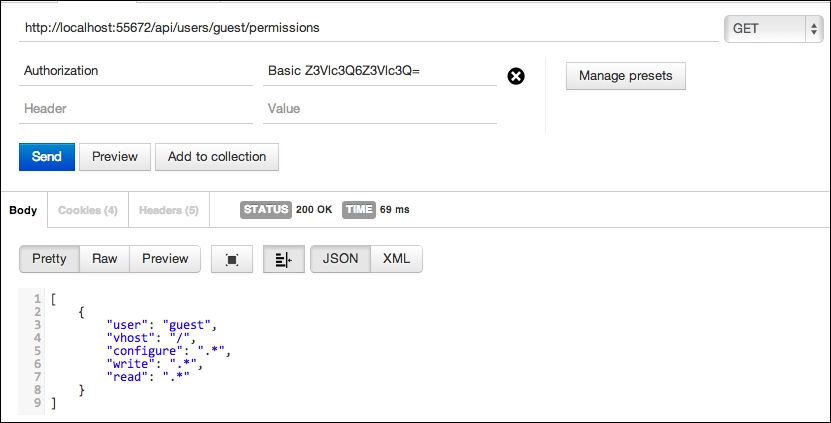 http://localhost:55672/api/users/guest/permissions GET
Authorization Basic Z3Vlc3Q6Z3Vlc3Q= Manage presets
Header Value
Send Preview Add to collection
Body Cookies (4) Headers (5) STATUS 200 OK TIME 69 ms
Pretty Raw Preview JSON XML
1 [
2 {
3 "user": "guest",
4 "vhost": "/",
5 "configure": ".*",
6 "write": ".*",
7 "read": ".*"
8 }
9 ]